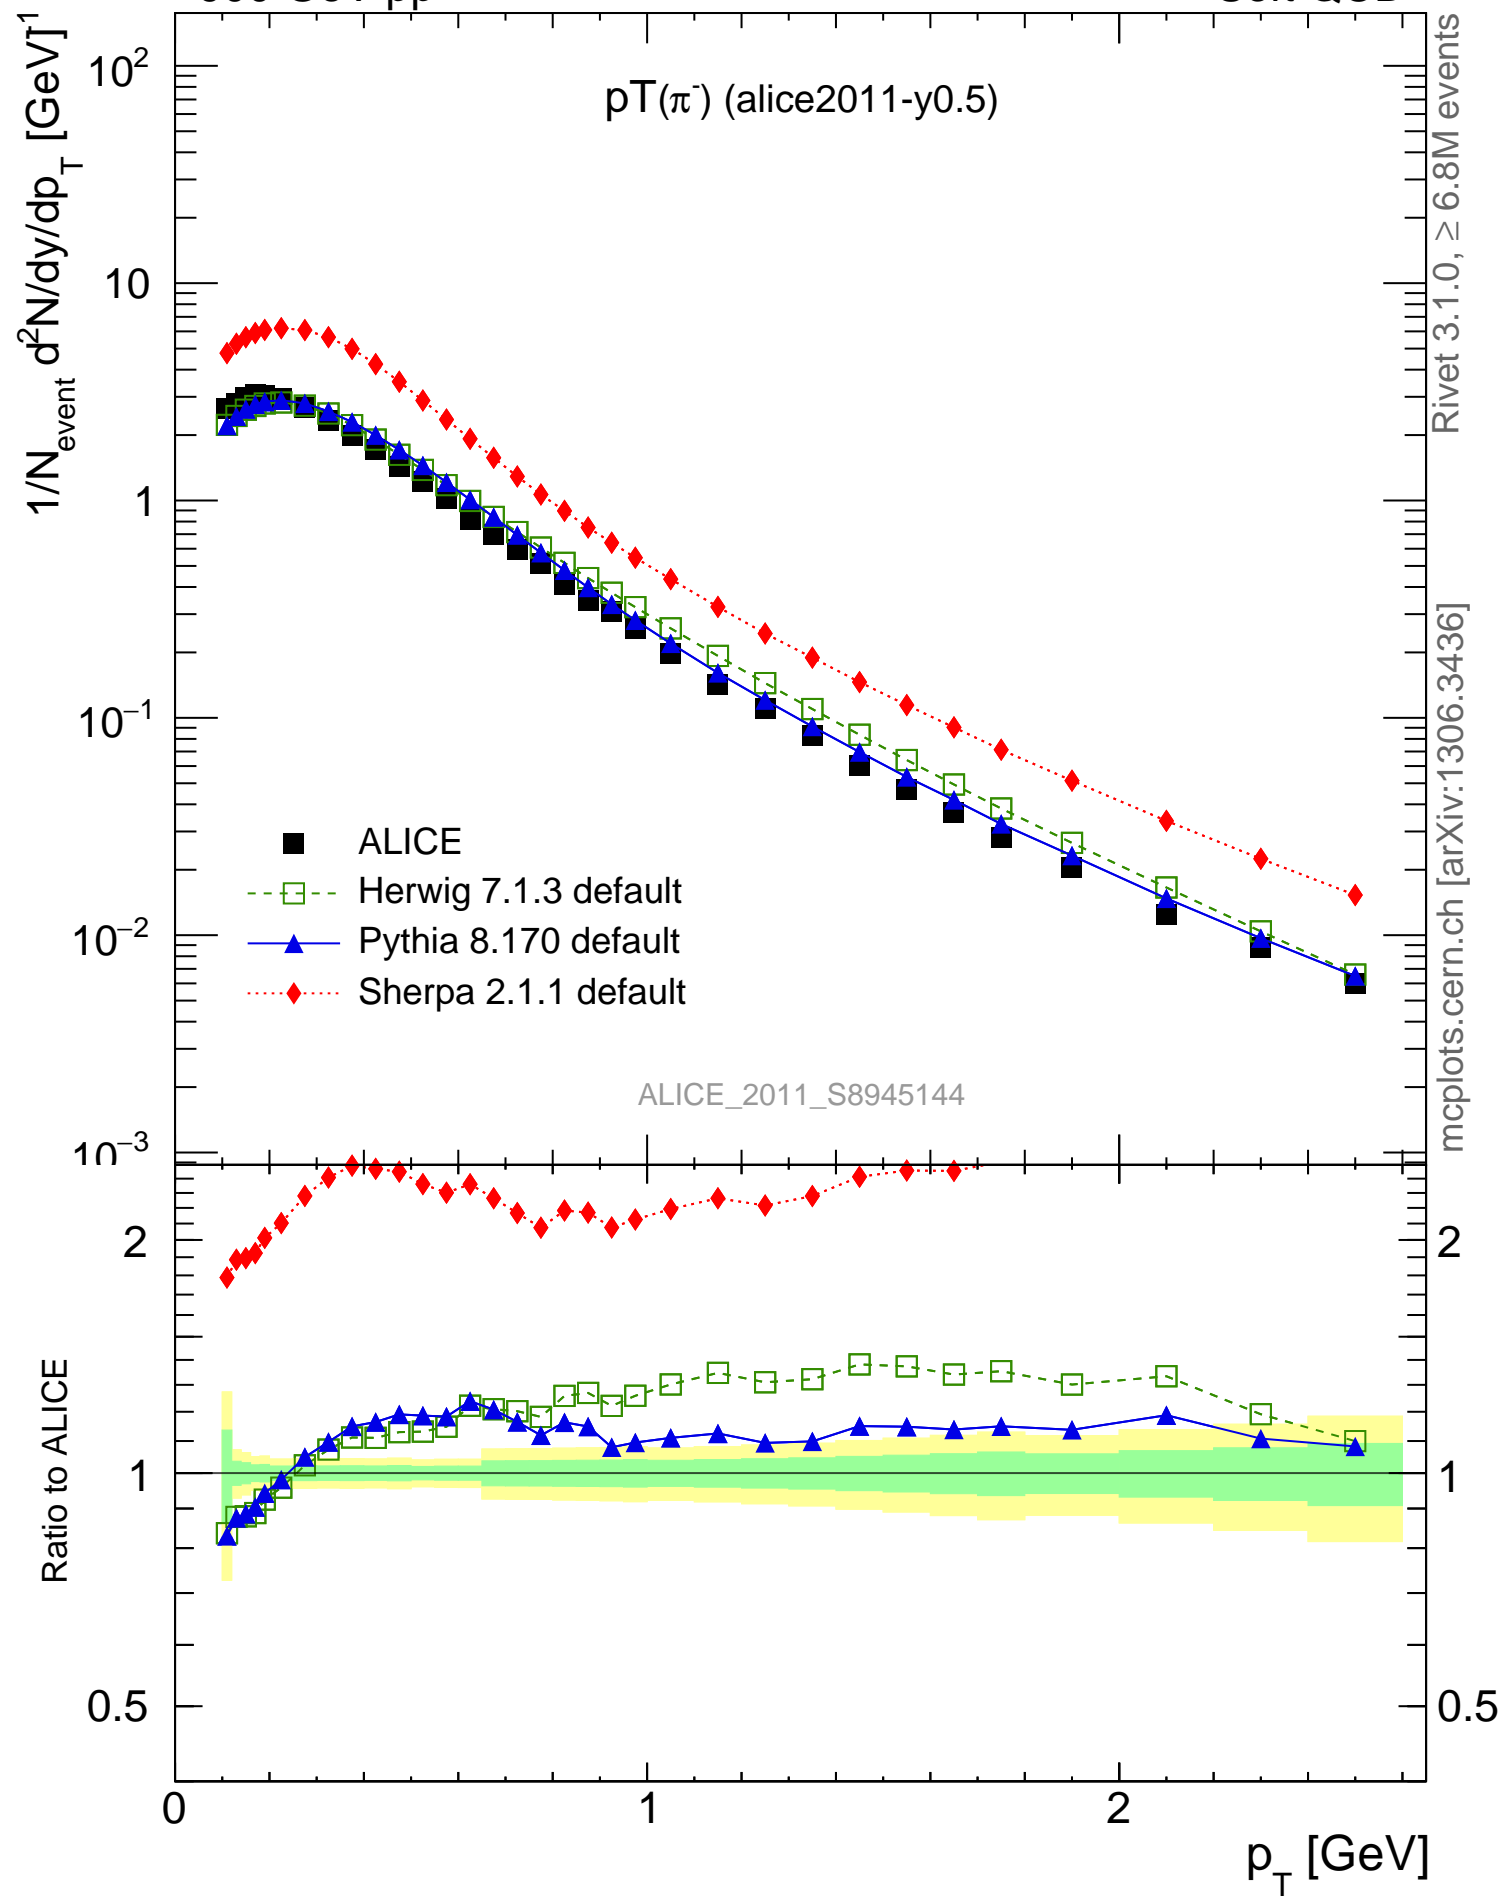 pT(π⁻) (alice2011-y0.5)
1/N_event d²N/dy/dp_T [GeV]⁻¹
10²
10
1
10⁻¹
10⁻²
10⁻³
ALICE
Herwig 7.1.3 default
Pythia 8.170 default
Sherpa 2.1.1 default
ALICE_2011_S8945144
Rivet 3.1.0, ≥ 6.8M events
mcplots.cern.ch [arXiv:1306.3436]
Ratio to ALICE
2
1
0.5
2
1
0.5
0
1
2
p_T [GeV]